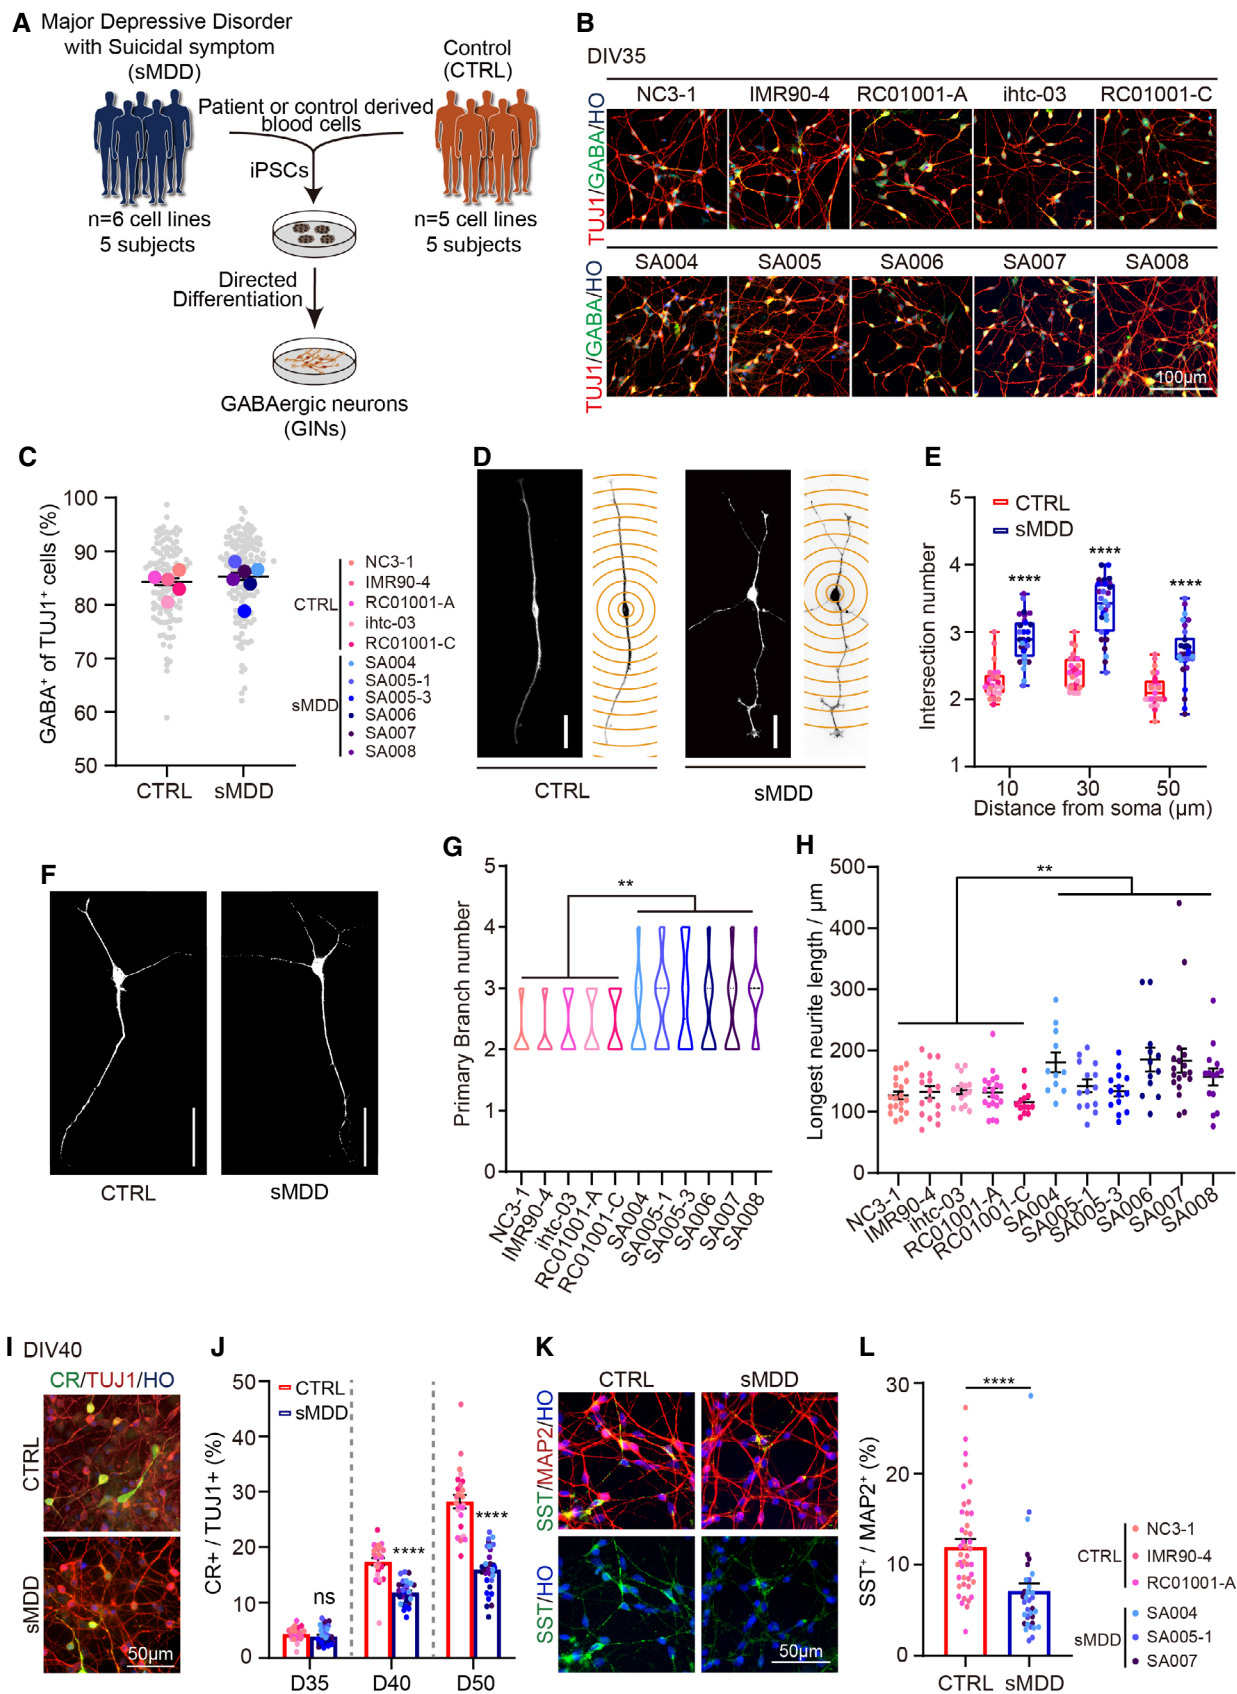 A
Major Depressive Disorder
with Suicidal symptom
(sMDD)
Control
(CTRL)
Patient or control derived
blood cells
iPSCs
n=6 cell lines
5 subjects
n=5 cell lines
5 subjects
Directed
Differentiation
GABAergic neurons
(GINs)
B
DIV35
NC3-1 IMR90-4 RC01001-A ihtc-03 RC01001-C
TUJ1/GABA/HO
SA004 SA005 SA006 SA007 SA008
TUJ1/GABA/HO
100μm
C
GABA⁺ of TUJ1⁺ cells (%)
100
90
80
70
60
50
CTRL sMDD
CTRL
NC3-1
IMR90-4
RC01001-A
ihtc-03
RC01001-C
sMDD
SA004
SA005-1
SA005-3
SA006
SA007
SA008
D
CTRL
sMDD
E
Intersection number
5
4
3
2
1
CTRL
sMDD
****
****
****
10 30 50
Distance from soma (μm)
F
CTRL
sMDD
G
Primary Branch number
5
4
3
2
1
0
**
NC3-1
IMR90-4
ihtc-03
RC01001-A
RC01001-C
SA004
SA005-1
SA005-3
SA006
SA007
SA008
H
Longest neurite length / μm
500
400
300
200
100
0
**
NC3-1
IMR90-4
ihtc-03
RC01001-A
RC01001-C
SA004
SA005-1
SA005-3
SA006
SA007
SA008
I
DIV40
CR/TUJ1/HO
CTRL
sMDD
50μm
J
CR+ / TUJ1+ (%)
50
40
30
20
10
0
CTRL
sMDD
ns
****
****
D35 D40 D50
K
CTRL sMDD
SST/MAP2/HO
SST/HO
50μm
L
SST⁺ / MAP2⁺ (%)
30
20
10
0
****
CTRL sMDD
CTRL
NC3-1
IMR90-4
RC01001-A
sMDD
SA004
SA005-1
SA007